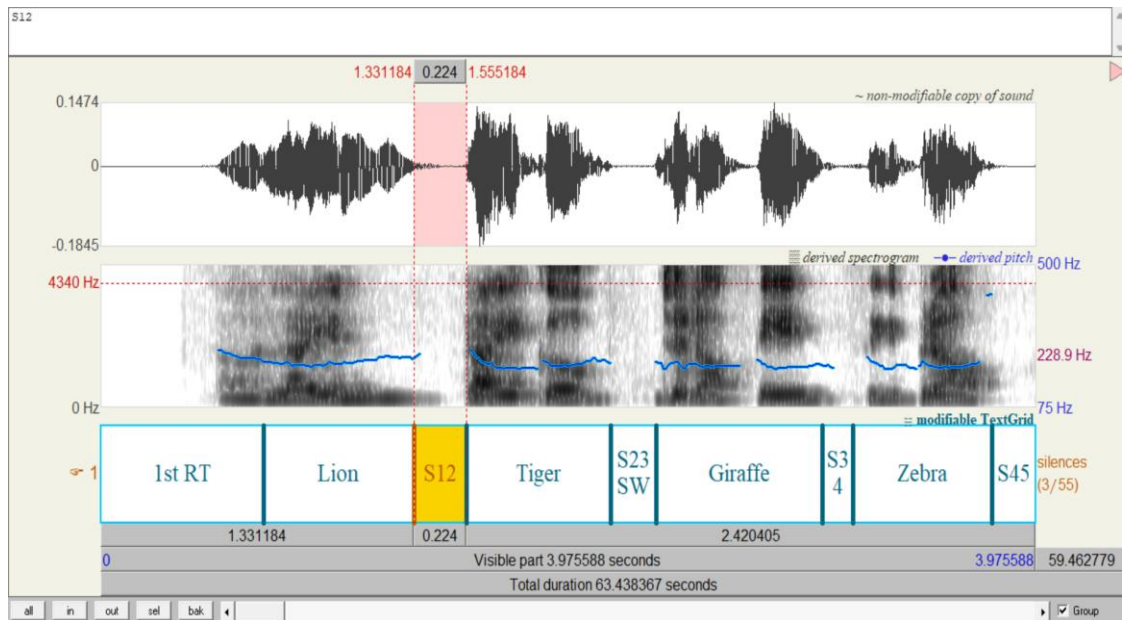 S12
1.331184 0.224 1.555184
0.1474
~ non-modifiable copy of sound
0
-0.1845
derived spectrogram derived pitch
500 Hz
4340 Hz
228.9 Hz
0 Hz
75 Hz
modifiable TextGrid
1 1st RT Lion S12 Tiger S23 SW Giraffe S3 4 Zebra S45
silences
(3/55)
1.331184 0.224 2.420405
0 Visible part 3.975588 seconds 3.975588 59.462779
Total duration 63.438367 seconds
all in out sel bak Group